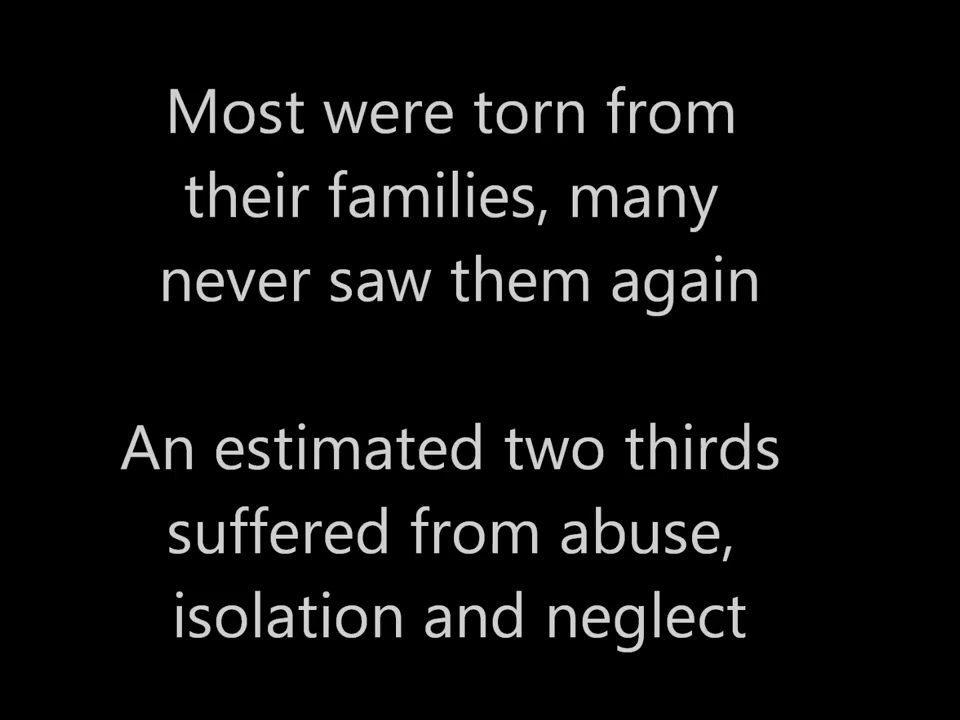 Most were torn from
their families, many
never saw them again
An estimated two thirds
suffered from abuse,
isolation and neglect